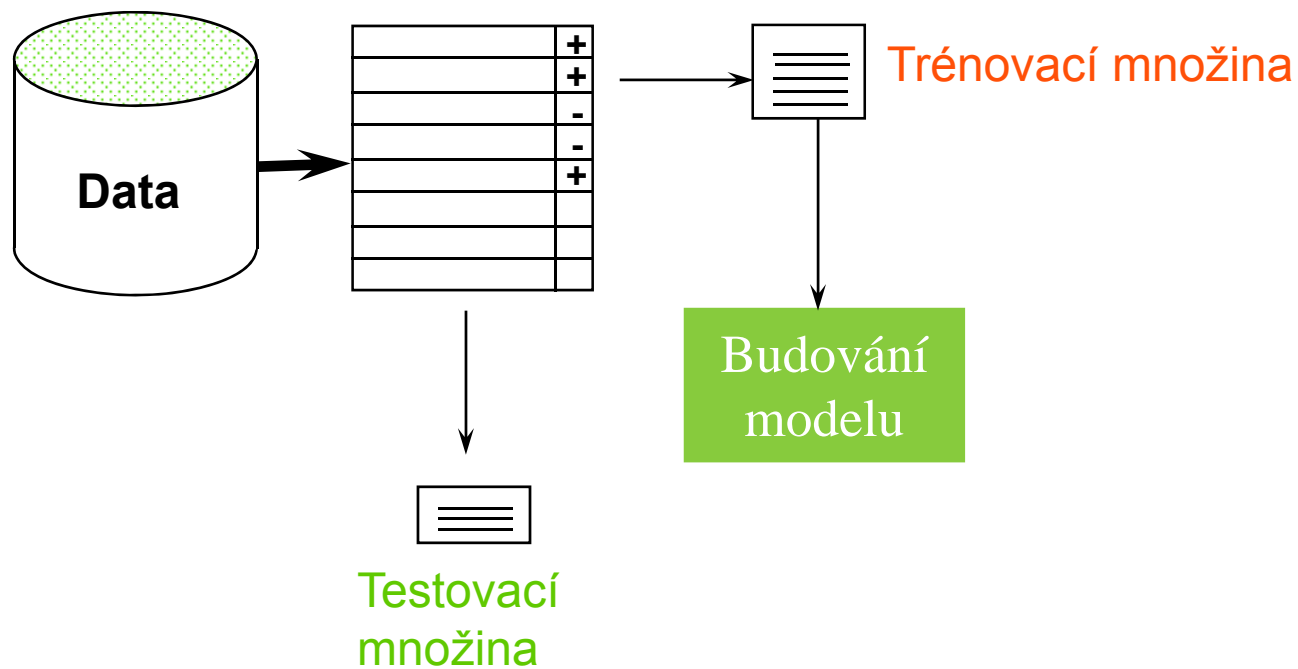 Data
+
+
-
-
+
Trénovací množina
Budování
modelu
Testovací
množina